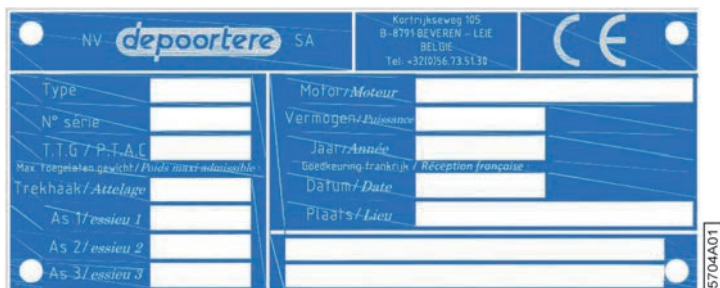 NV depoortere SA
Kortrijkseweg 105
B-8791 BEVEREN - LEIE
BELGIE
Tel: +32(0)56.73.51.30
CE
Type
N° série
T.T.G / P.T.A.C
Max toegelaten gewicht / Poids maxi admissible
Trekhaak/Attelage
As 1/essieu 1
As 2/essieu 2
As 3/essieu 3
Motor/Moteur
Vermogen/Puissance
Jaar/Année
Goedkeuring frankrijk / Réception française
Datum/Date
Plaats/Lieu
5704A01